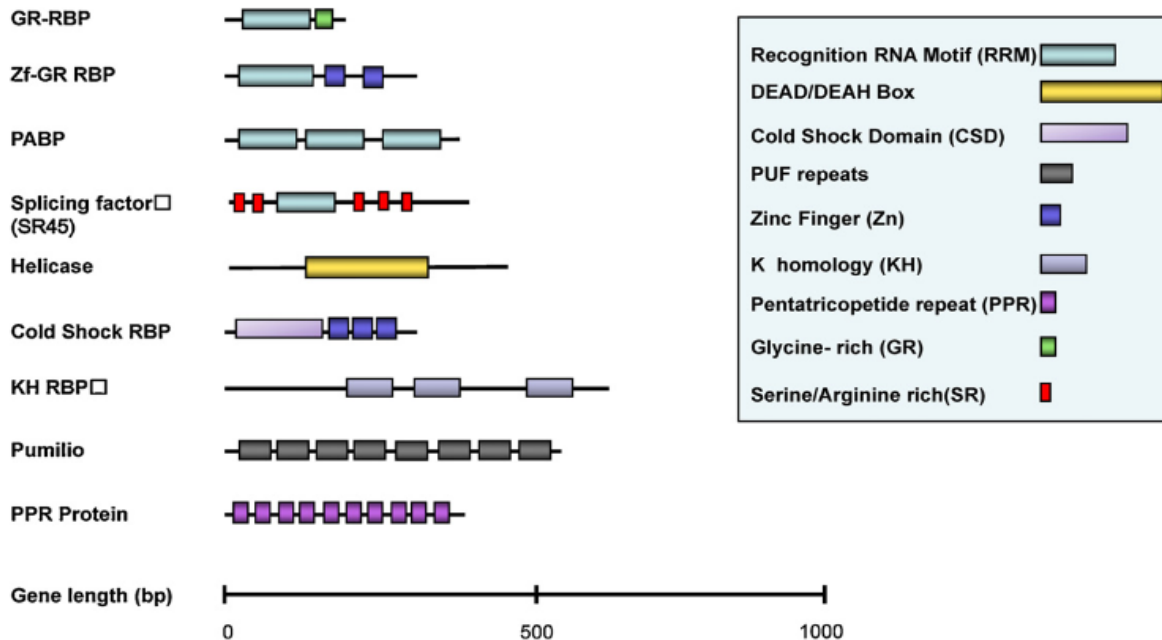 GR-RBP
Zf-GR RBP
PABP
Splicing factor□
(SR45)
Helicase
Cold Shock RBP
KH RBP□
Pumilio
PPR Protein
Gene length (bp)
0
500
1000
Recognition RNA Motif (RRM)
DEAD/DEAH Box
Cold Shock Domain (CSD)
PUF repeats
Zinc Finger (Zn)
K homology (KH)
Pentatricopetide repeat (PPR)
Glycine- rich (GR)
Serine/Arginine rich(SR)